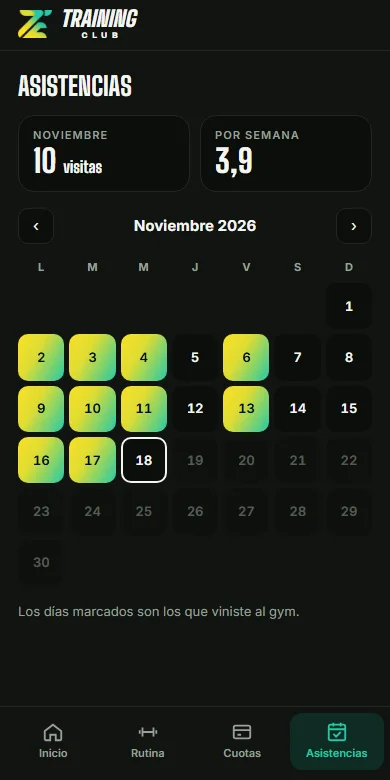 TRAINING
CLUB
ASISTENCIAS
NOVIEMBRE
10 visitas
POR SEMANA
3,9
‹ Noviembre 2026 ›
L M M J V S D
1
2 3 4 5 6 7 8
9 10 11 12 13 14 15
16 17 18 19 20 21 22
23 24 25 26 27 28 29
30
Los días marcados son los que viniste al gym.
Inicio Rutina Cuotas Asistencias